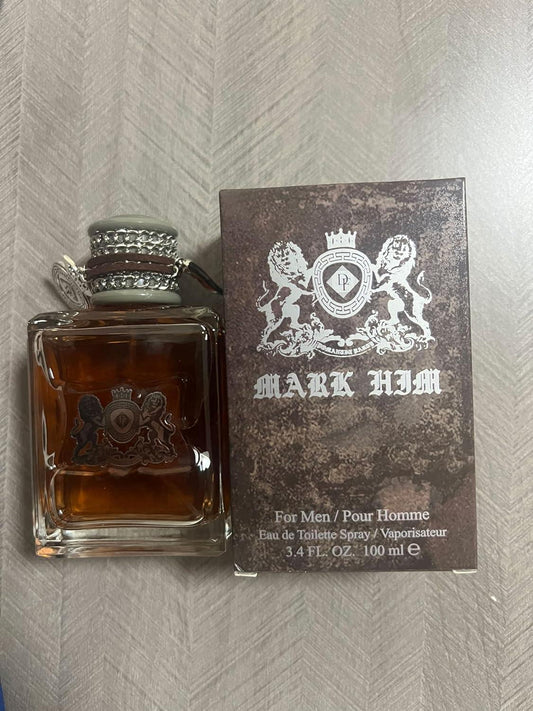 MARK HIM
For Men / Pour Homme
Eau de Toilette Spray / Vaporisateur
3.4 FL. OZ. 100 ml e